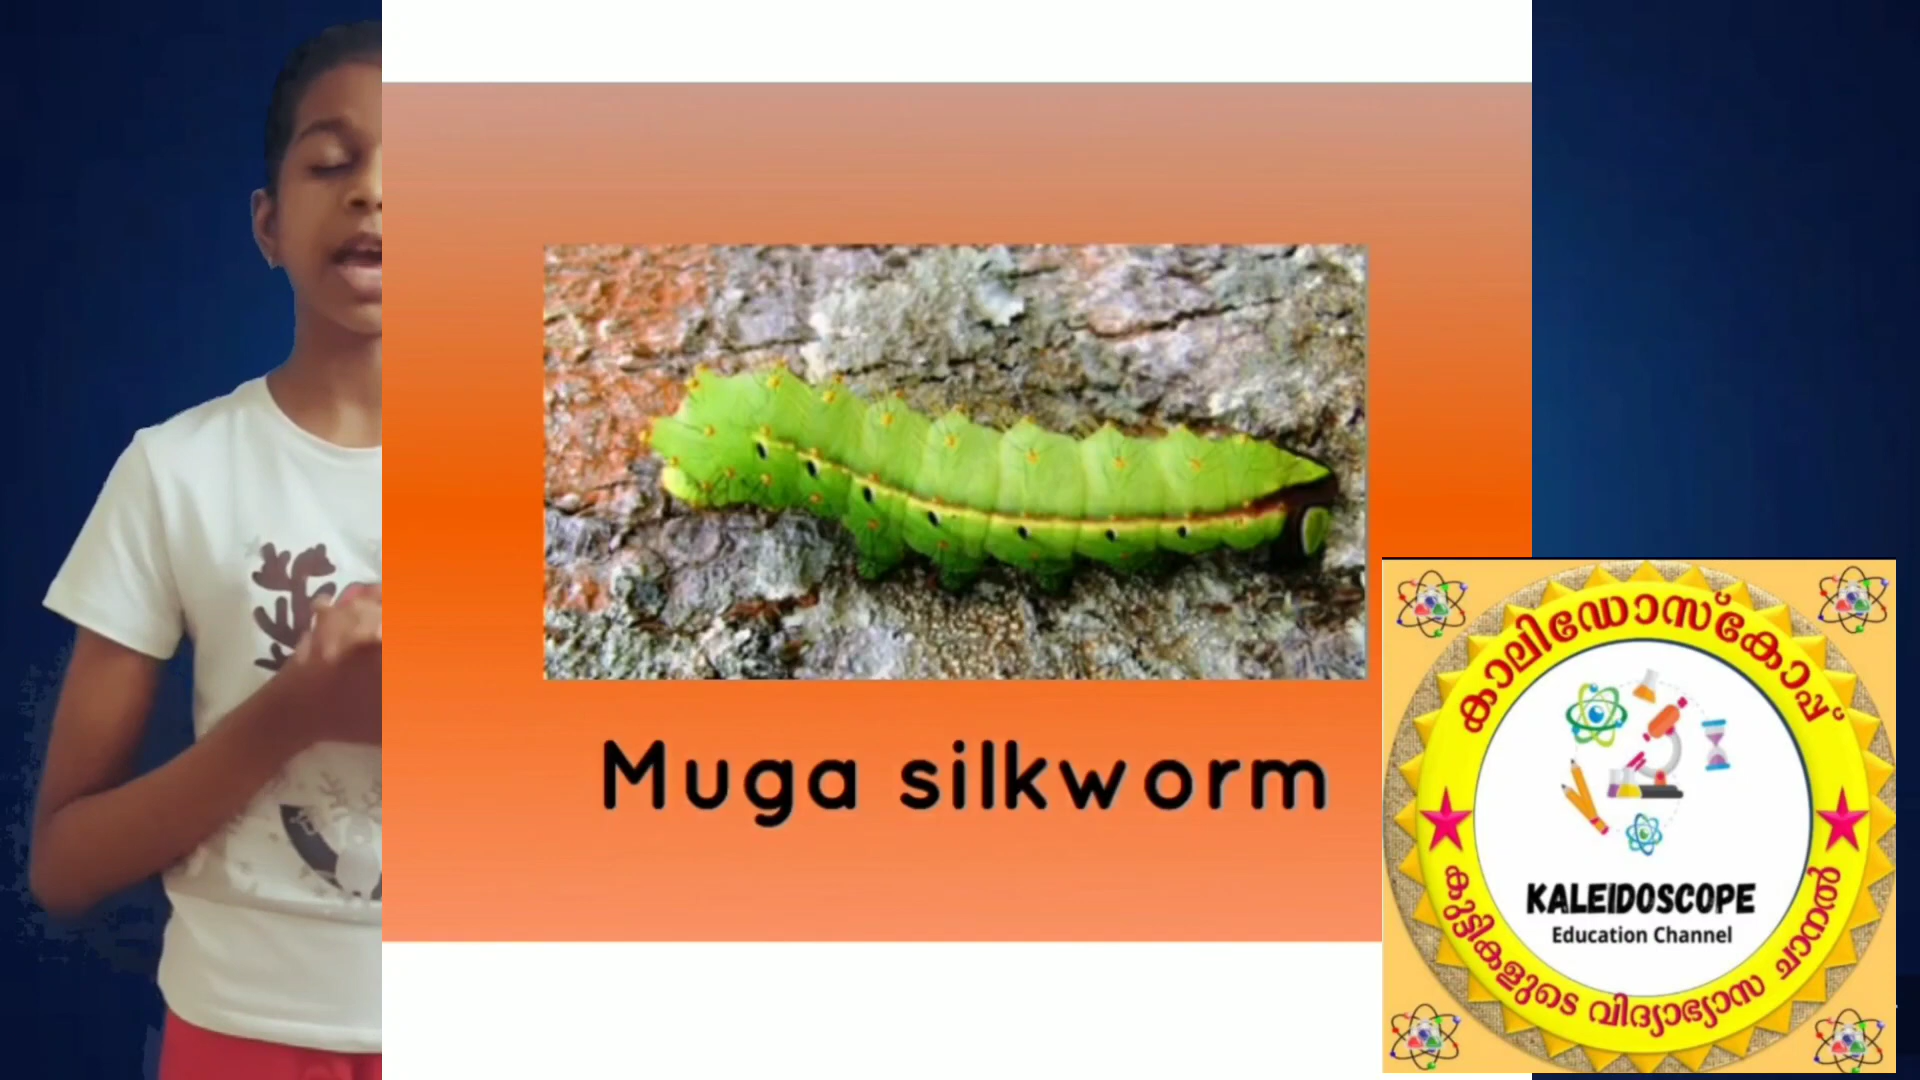 Muga silkworm
കാലിഡോസ്കോപ്പ്
KALEIDOSCOPE
Education Channel
കുട്ടികളുടെ വിദ്യാഭ്യാസ ചാനൽ